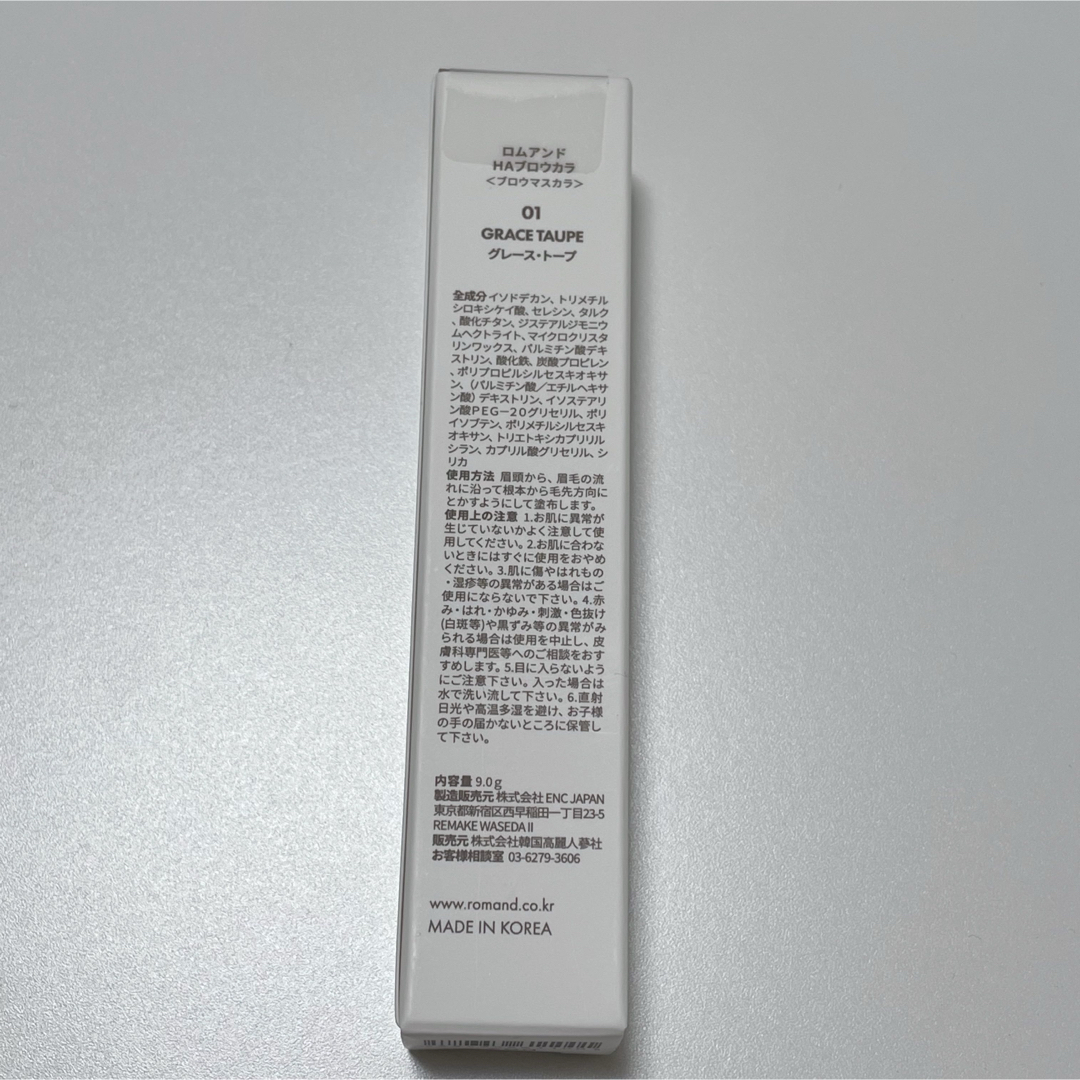 ロムアンド
HAブロウカラ
＜ブロウマスカラ＞
01
GRACE TAUPE
グレース・トープ
全成分 イソドデカン、トリメチル
シロキシケイ酸、セレシン、タルク
、酸化チタン、ジステアルジモニウ
ムヘクトライト、マイクロクリスタ
リンワックス、パルミチン酸デキ
ストリン、酸化鉄、炭酸プロピレン
、ポリプロピルシルセスキオキサ
ン、（パルミチン酸／エチルヘキサ
ン酸）デキストリン、イソステアリ
ン酸PEG－20グリセリル、ポリ
イソブテン、ポリメチルシルセスキ
オキサン、トリエトキシカプリリル
シラン、カプリル酸グリセリル、シ
リカ
使用方法 眉頭から、眉毛の流
れに沿って根本から毛先方向に
とかすようにして塗布します。
使用上の注意 1.お肌に異常が
生じていないかよく注意して使
用してください。2.お肌に合わな
いときにはすぐに使用をおやめ
ください。3.肌に傷やはれもの
・湿疹等の異常がある場合はご
使用にならないで下さい。4.赤
み・はれ・かゆみ・刺激・色抜け
(白斑等)や黒ずみ等の異常がみ
られる場合は使用を中止し、皮
膚科専門医等へのご相談をおす
すめします。5.目に入らないよう
にご注意下さい。入った場合は
水で洗い流して下さい。6.直射
日光や高温多湿を避け、お子様
の手の届かないところに保管し
て下さい。
内容量 9.0g
製造販売元 株式会社 ENC JAPAN
東京都新宿区西早稲田一丁目23-5
REMAKE WASEDA II
販売元 株式会社韓国高麗人蔘社
お客様相談室 03-6279-3606
www.romand.co.kr
MADE IN KOREA